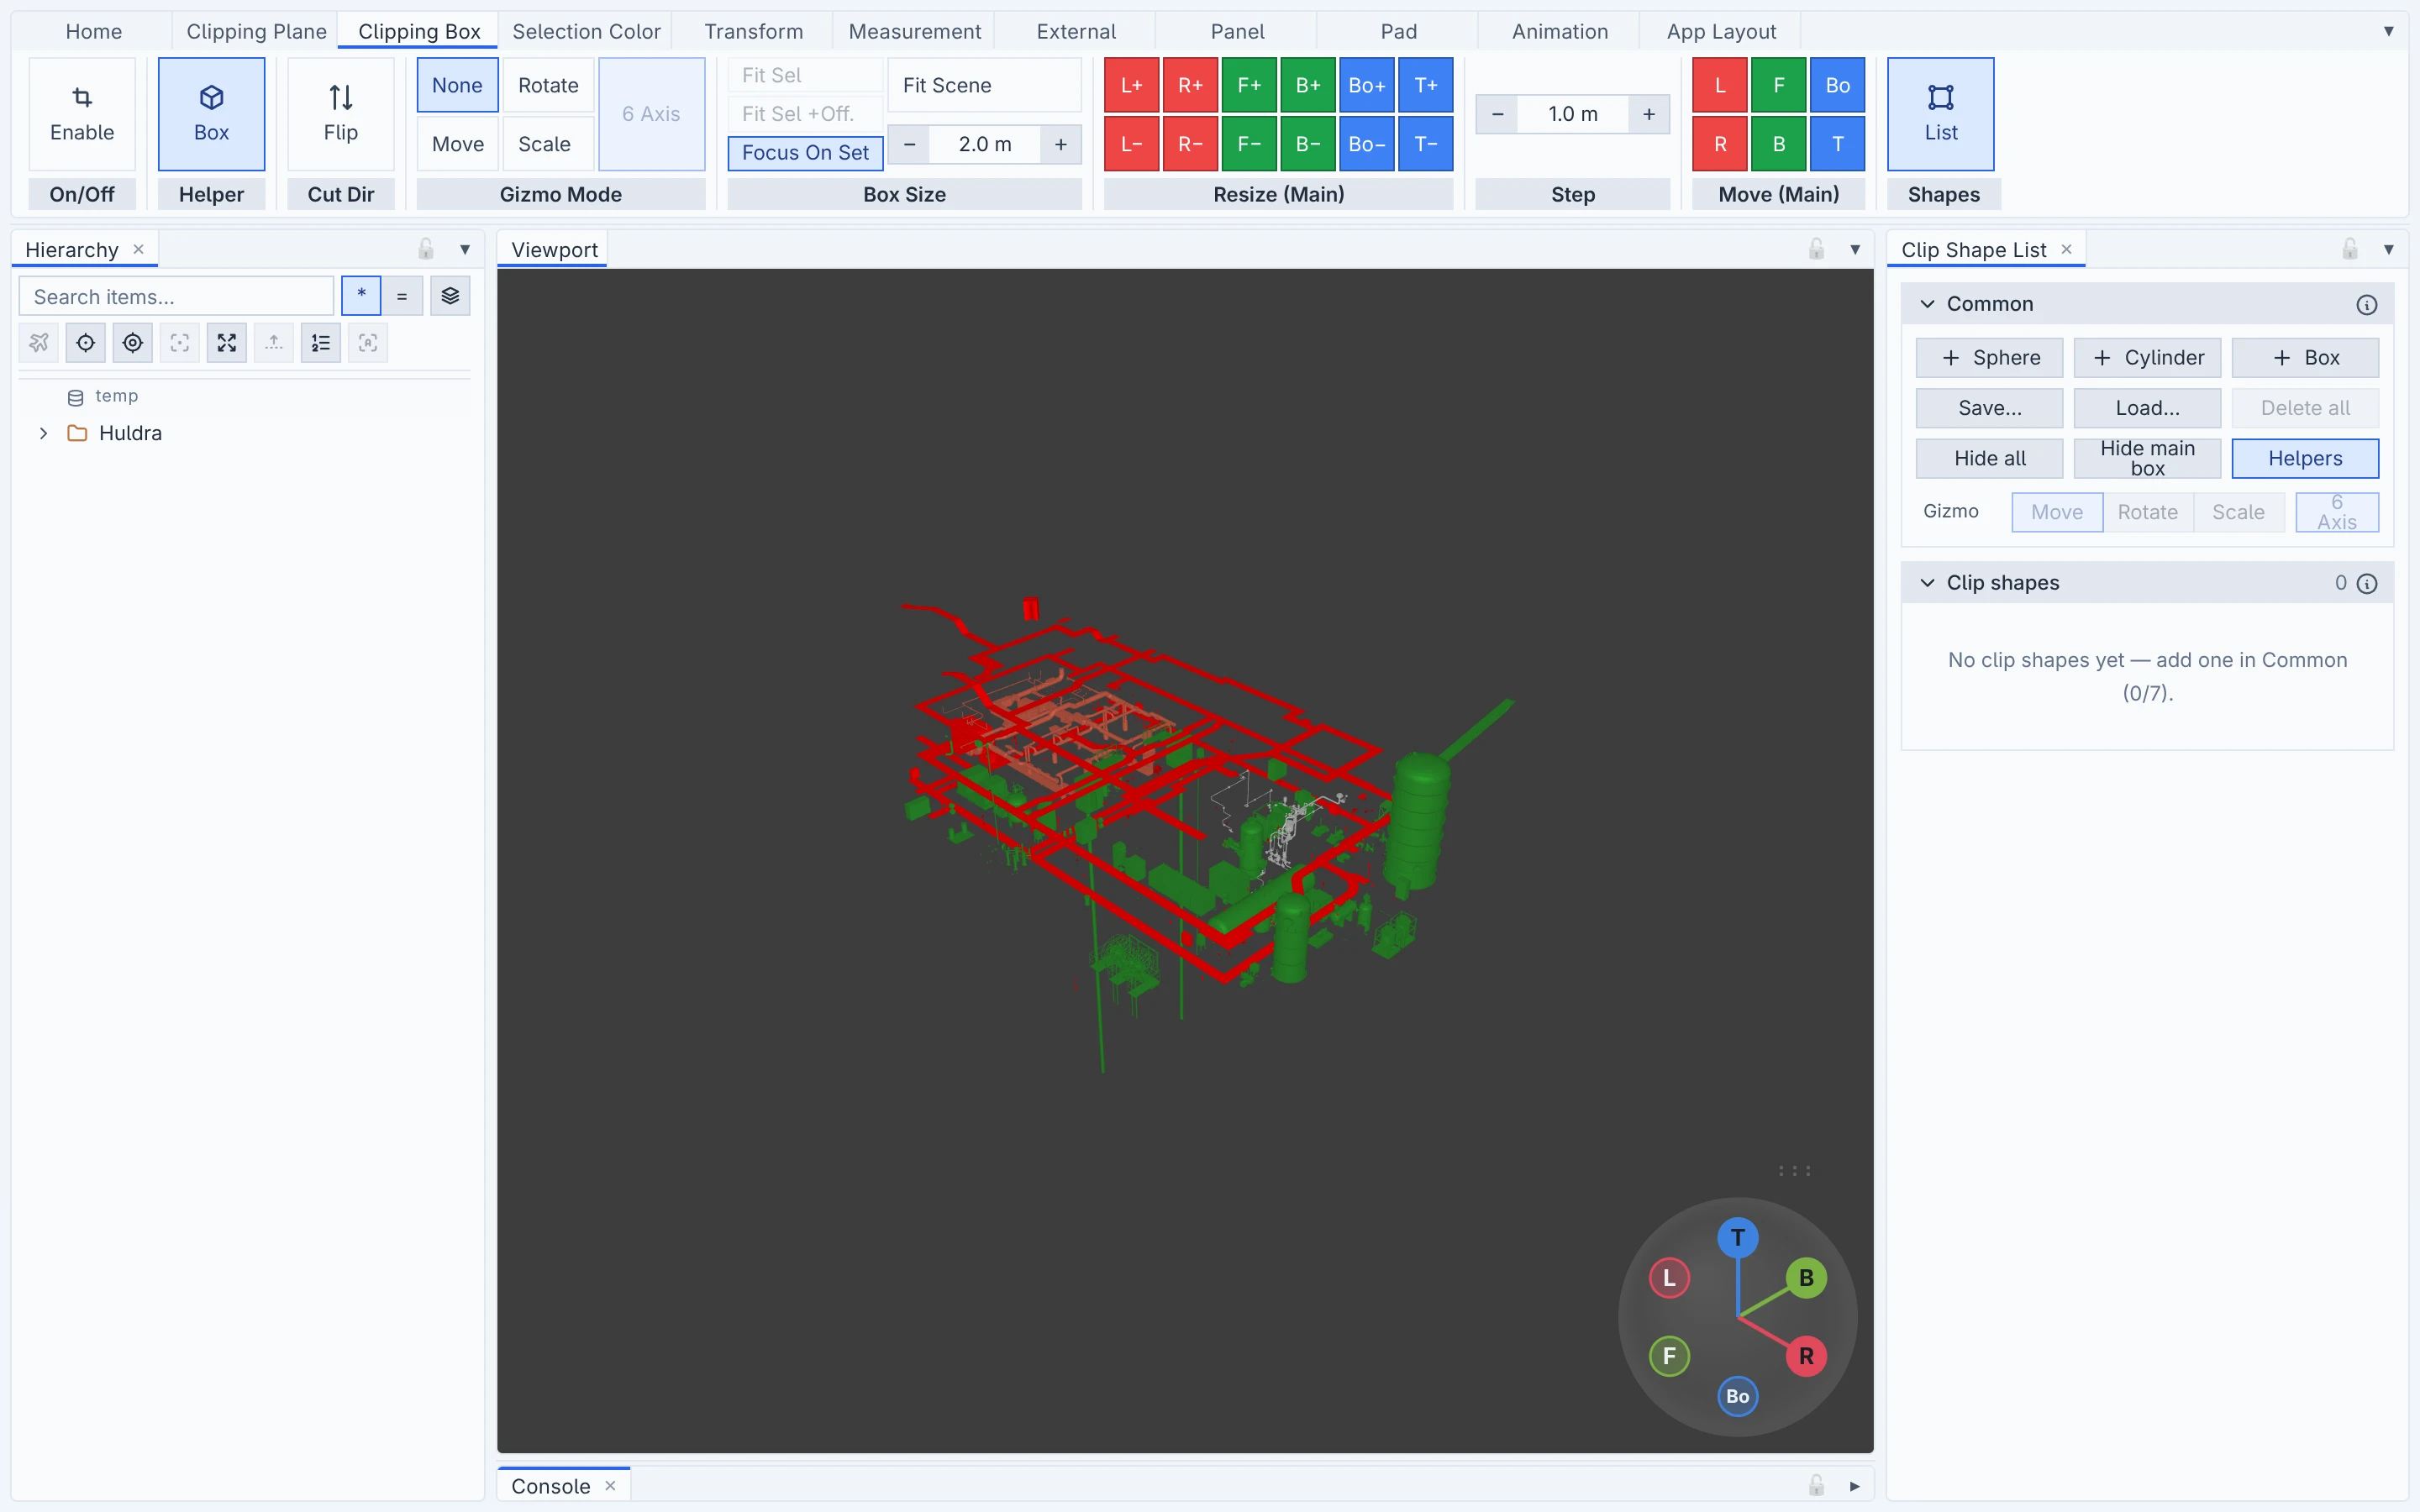 Home Clipping Plane Clipping Box Selection Color Transform Measurement External Panel Pad Animation App Layout
Enable Box Flip None Rotate 6 Axis Move Scale
Fit Sel Fit Scene
Fit Sel +Off.
Focus On Set − 2.0 m +
L+ R+ F+ B+ Bo+ T+
L− R− F− B− Bo− T−
− 1.0 m +
L F Bo
R B T
List
On/Off Helper Cut Dir Gizmo Mode Box Size Resize (Main) Step Move (Main) Shapes
Hierarchy
Search items...
* =
temp
Huldra
Viewport
T
L B
F R
Bo
Console
Clip Shape List
Common
+ Sphere + Cylinder + Box
Save... Load... Delete all
Hide all Hide main box Helpers
Gizmo Move Rotate Scale 6 Axis
Clip shapes 0
No clip shapes yet — add one in Common
(0/7).